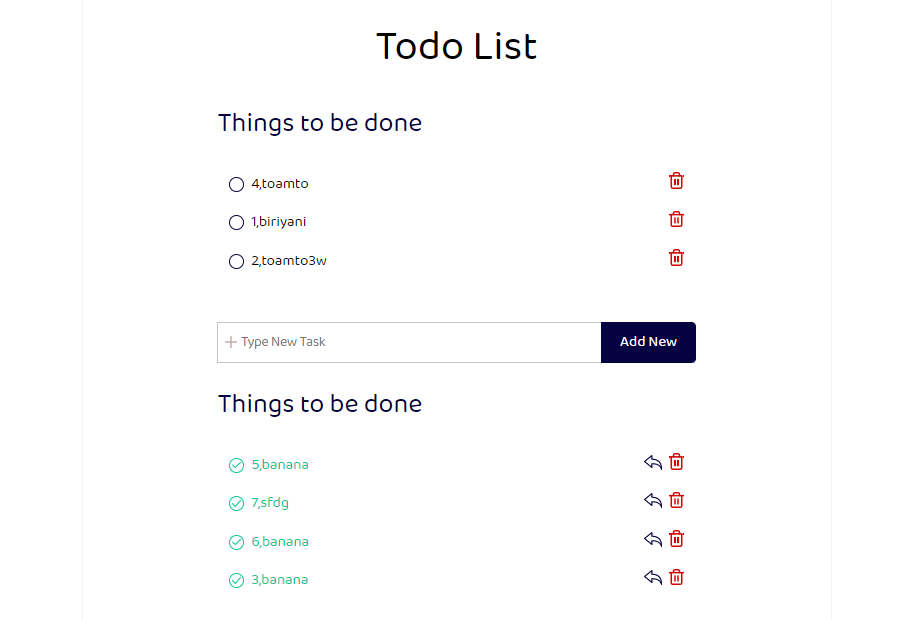 Todo List
Things to be done
4,toamto
1,biriyani
2,toamto3w
Type New Task
Add New
Things to be done
5,banana
7,sfdg
6,banana
3,banana